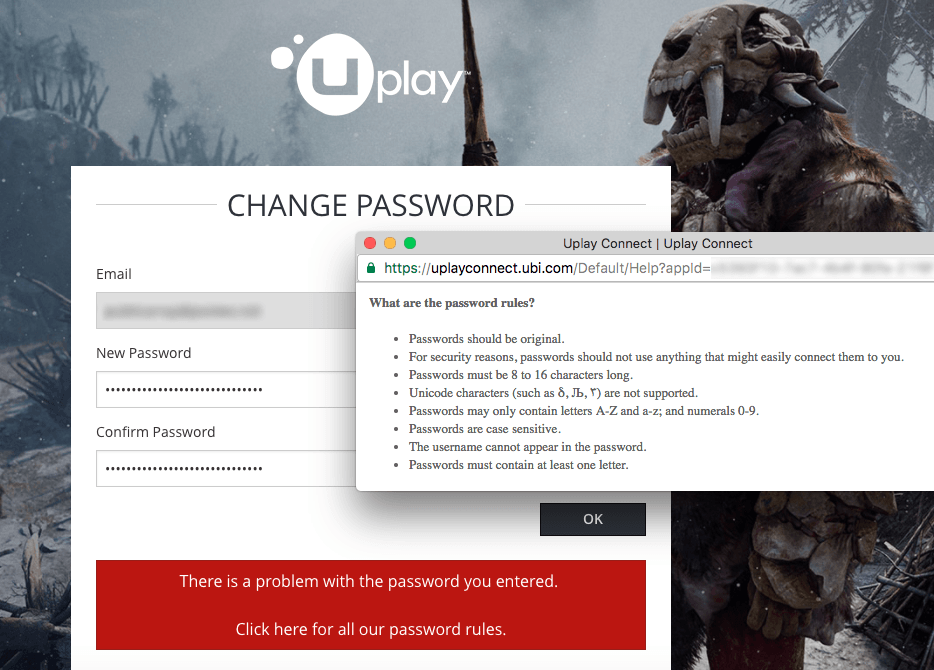 Uplay™
CHANGE PASSWORD
Uplay Connect | Uplay Connect
https://uplayconnect.ubi.com/Default/Help?appId=
Email
What are the password rules?
• Passwords should be original.
• For security reasons, passwords should not use anything that might easily connect them to you.
New Password
• Passwords must be 8 to 16 characters long.
• Unicode characters (such as δ, Љ, ٣) are not supported.
• Passwords may only contain letters A-Z and a-z; and numerals 0-9.
Confirm Password
• Passwords are case sensitive.
• The username cannot appear in the password.
• Passwords must contain at least one letter.
OK
There is a problem with the password you entered.
Click here for all our password rules.